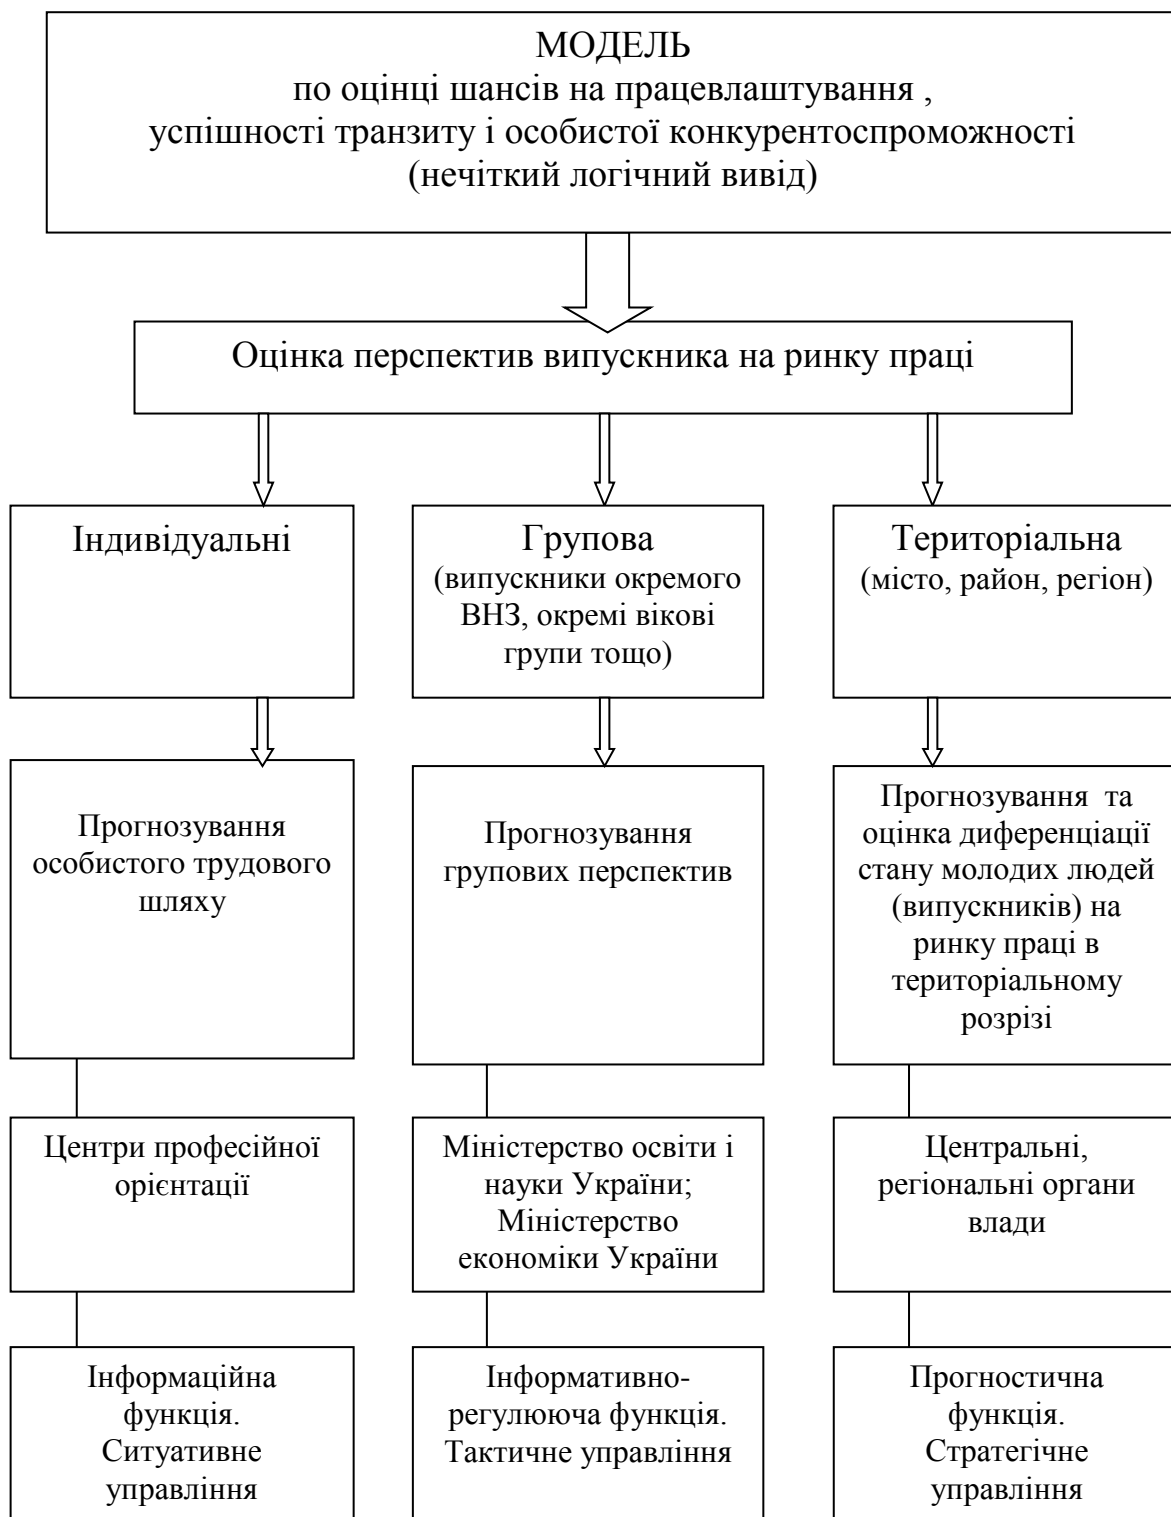 МОДЕЛЬ
по оцінці шансів на працевлаштування ,
успішності транзиту і особистої конкурентоспроможності
(нечіткий логічний вивід)
Оцінка перспектив випускника на ринку праці
Індивідуальні
Групова
(випускники окремого
ВНЗ, окремі вікові
групи тощо)
Територіальна
(місто, район, регіон)
Прогнозування
особистого трудового
шляху
Прогнозування
групових перспектив
Прогнозування та
оцінка диференціації
стану молодих людей
(випускників) на
ринку праці в
територіальному
розрізі
Центри професійної
орієнтації
Міністерство освіти і
науки України;
Міністерство
економіки України
Центральні,
регіональні органи
влади
Інформаційна
функція.
Ситуативне
управління
Інформативно-
регулююча функція.
Тактичне управління
Прогностична
функція.
Стратегічне
управління